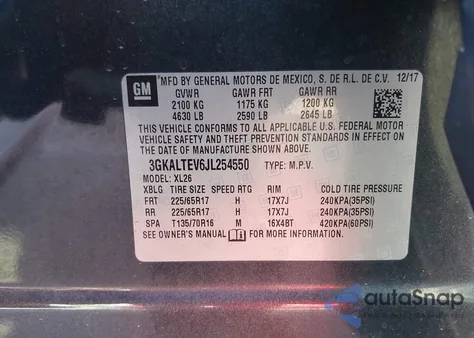 GM MFD BY GENERAL MOTORS DE MEXICO, S. DE R.L. DE C.V. 12/17
GVWR GAWR FRT GAWR RR
2100 KG 1175 KG 1200 KG
4630 LB 2590 LB 2645 LB
THIS VEHICLE CONFORMS TO ALL APPLICABLE U.S. FEDERAL MOTOR
VEHICLE SAFETY AND THEFT PREVENTION STANDARDS IN EFFECT ON
THE DATE OF MANUFACTURE SHOWN ABOVE.
3GKALTEV6JL254550 TYPE: M.P.V.
MODEL: XL26
XBLG TIRE SIZE SPEED RTG RIM COLD TIRE PRESSURE
FRT 225/65R17 H 17X7J 240KPA(35PSI)
RR 225/65R17 H 17X7J 240KPA(35PSI)
SPA T135/70R16 M 16X4BT 420KPA(60PSI)
SEE OWNER'S MANUAL FOR MORE INFORMATION
autoSnap